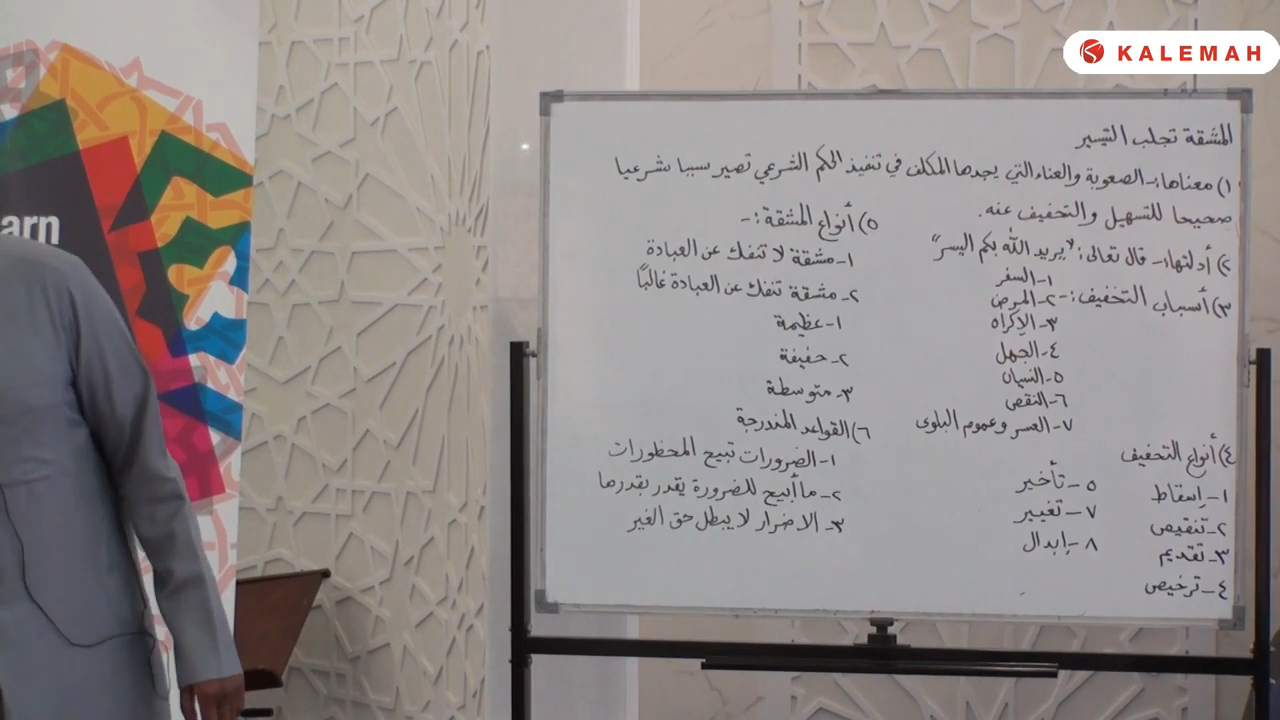 KALEMAH
arn
المشقة تجلب التيسير
١) معناها:- الصعوبة والعناء التي يجدها المكلف في تنفيذ الحكم الشرعي تصير سببا شرعيا
صحيحا للتسهيل والتخفيف عنه.
٢) أدلتها:- قال تعالى: "يريد الله بكم اليسر"
٣) أسباب التخفيف:-
١- السفر
٢- المرض
٣- الإكراه
٤- الجهل
٥- النسيان
٦- النقص
٧- العسر وعموم البلوى
٤) أنواع التخفيف
١- إسقاط
٢- تنقيص
٣- تقديم
٤- ترخيص
٥- تأخير
٧- تغيير
٨- إبدال
٥) أنواع المشقة:-
١- مشقة لا تنفك عن العبادة
٢- مشقة تنفك عن العبادة غالبًا
١- عظيمة
٢- خفيفة
٣- متوسطة
٦) القواعد المندرجة
١- الضرورات تبيح المحظورات
٢- ما أبيح للضرورة يقدر بقدرها
٣- الاضرار لا يبطل حق الغير